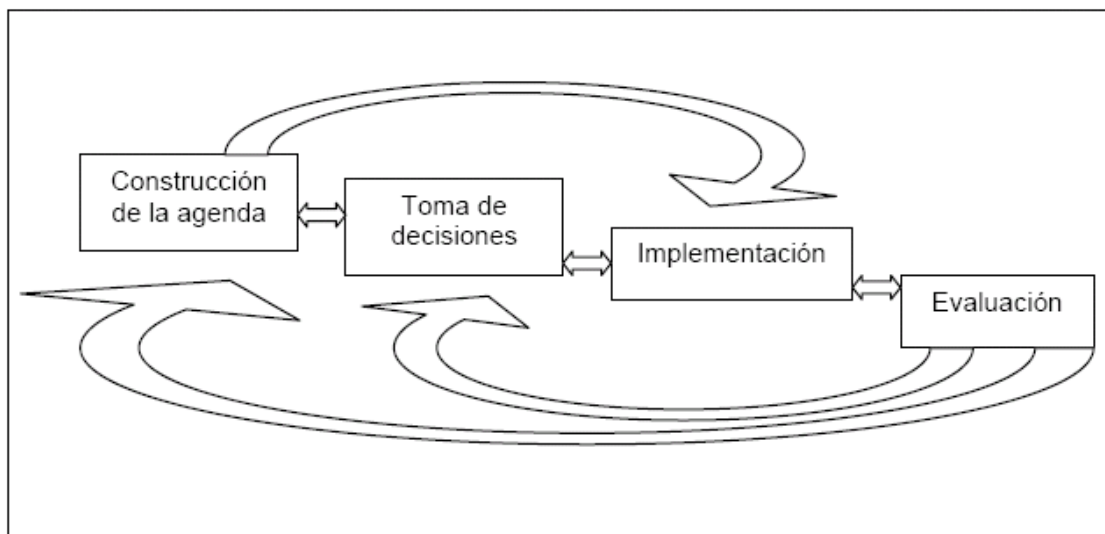 Construcción
de la agenda
Toma de
decisiones
Implementación
Evaluación